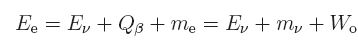 E_e = E_ν + Q_β + m_e = E_ν + m_ν + W_o